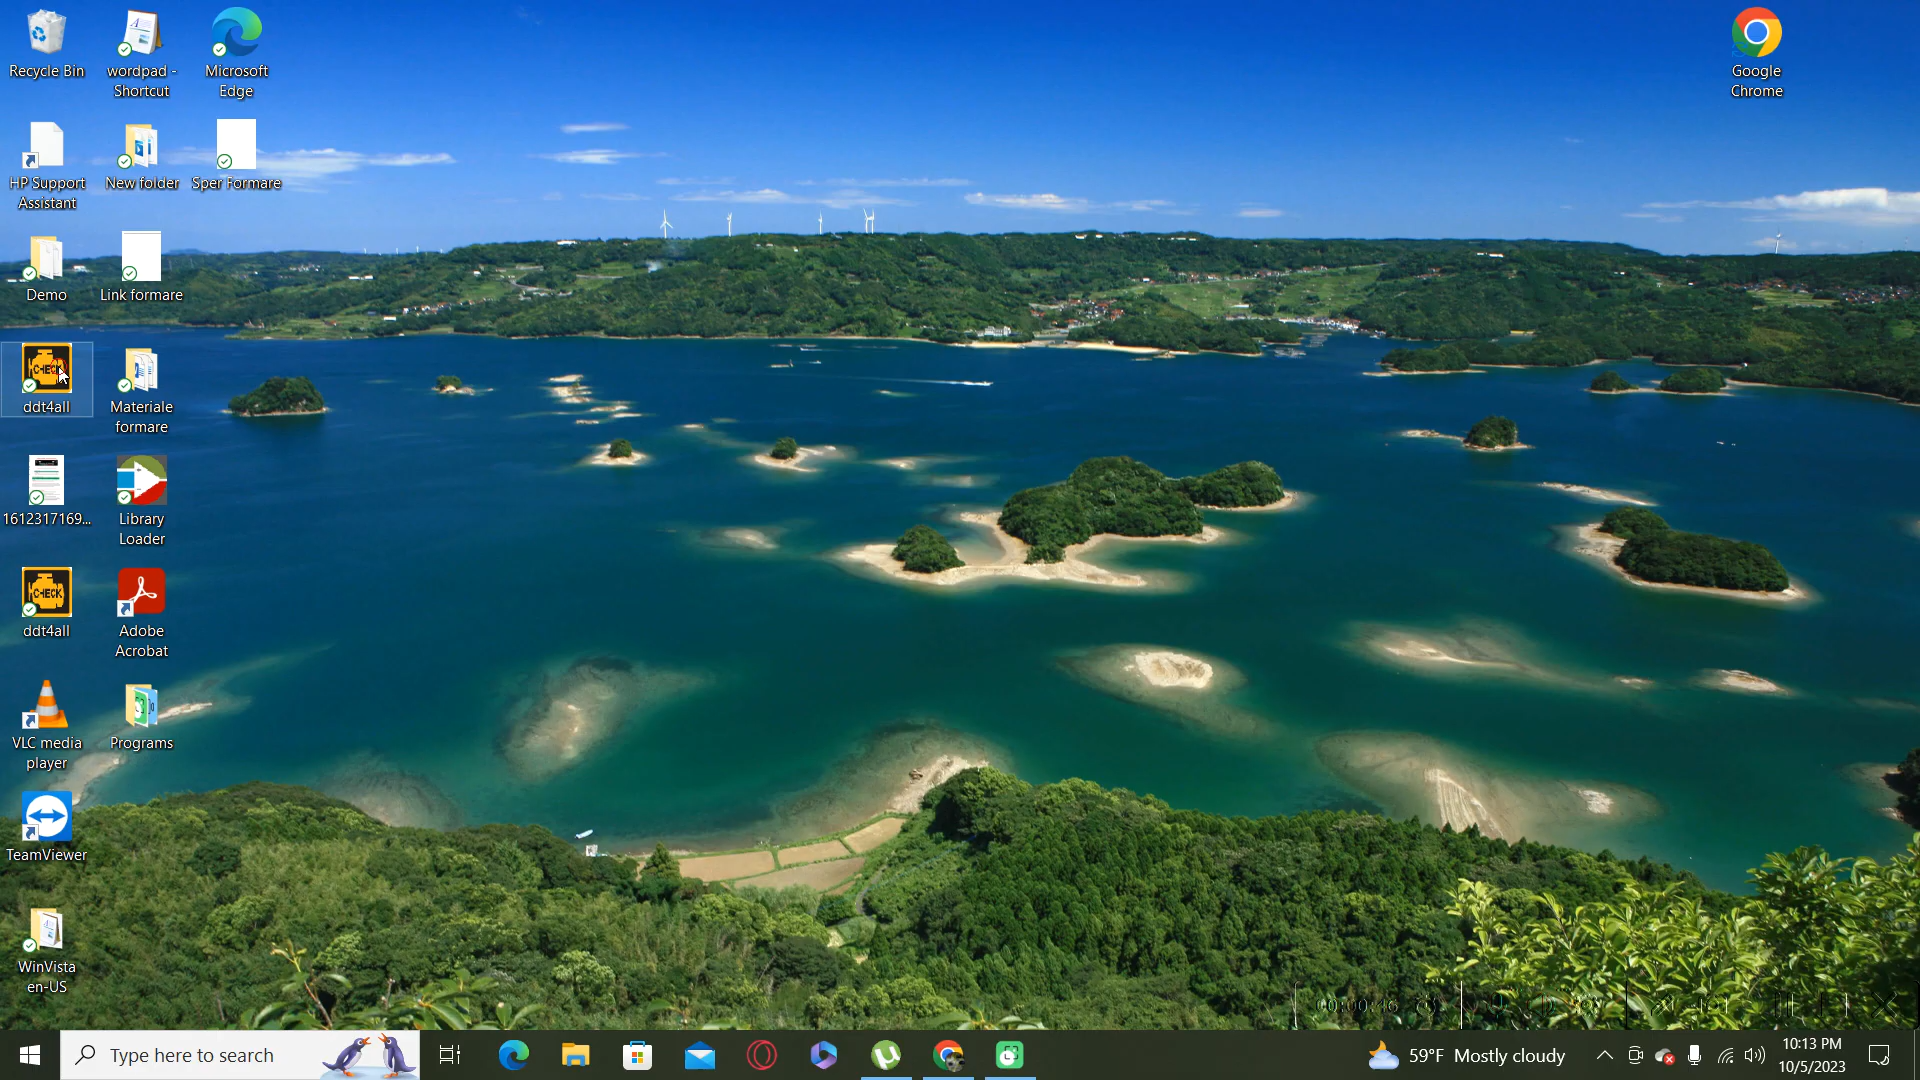 Recycle Bin
wordpad -
Shortcut
Microsoft
Edge
Google
Chrome
HP Support
Assistant
New folder
Sper Formare
Demo
Link formare
CHECK
ddt4all
Materiale
formare
1612317169...
Library
Loader
CHECK
ddt4all
Adobe
Acrobat
VLC media
player
Programs
TeamViewer
WinVista
en-US
Type here to search
59°F Mostly cloudy
10:13 PM
10/5/2023